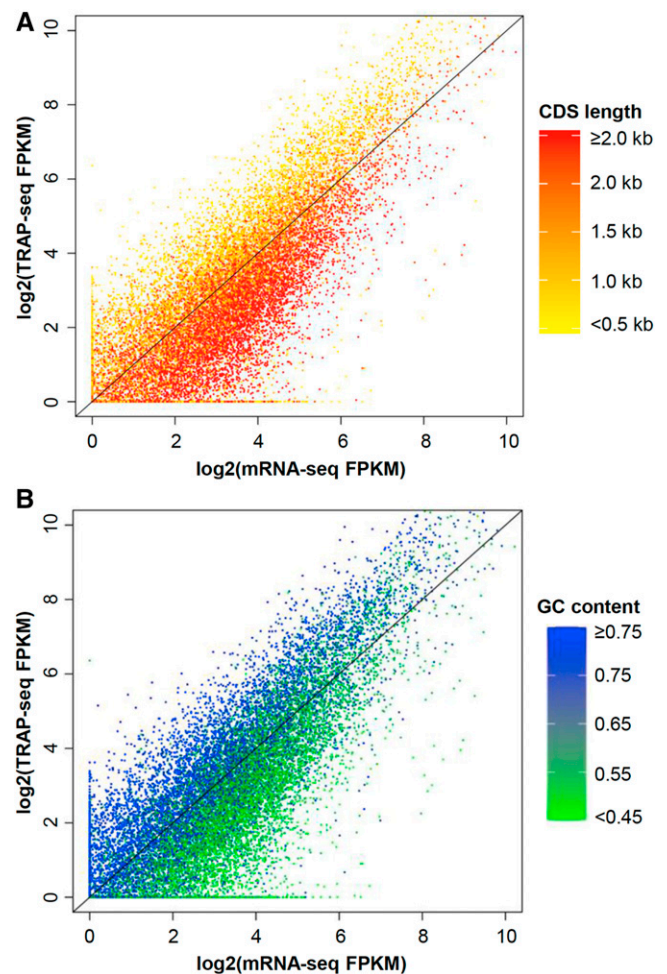 A
log2(TRAP-seq FPKM)
10
8
6
4
2
0
0 2 4 6 8 10
log2(mRNA-seq FPKM)
CDS length
≥2.0 kb
2.0 kb
1.5 kb
1.0 kb
<0.5 kb
B
log2(TRAP-seq FPKM)
10
8
6
4
2
0
0 2 4 6 8 10
log2(mRNA-seq FPKM)
GC content
≥0.75
0.75
0.65
0.55
<0.45